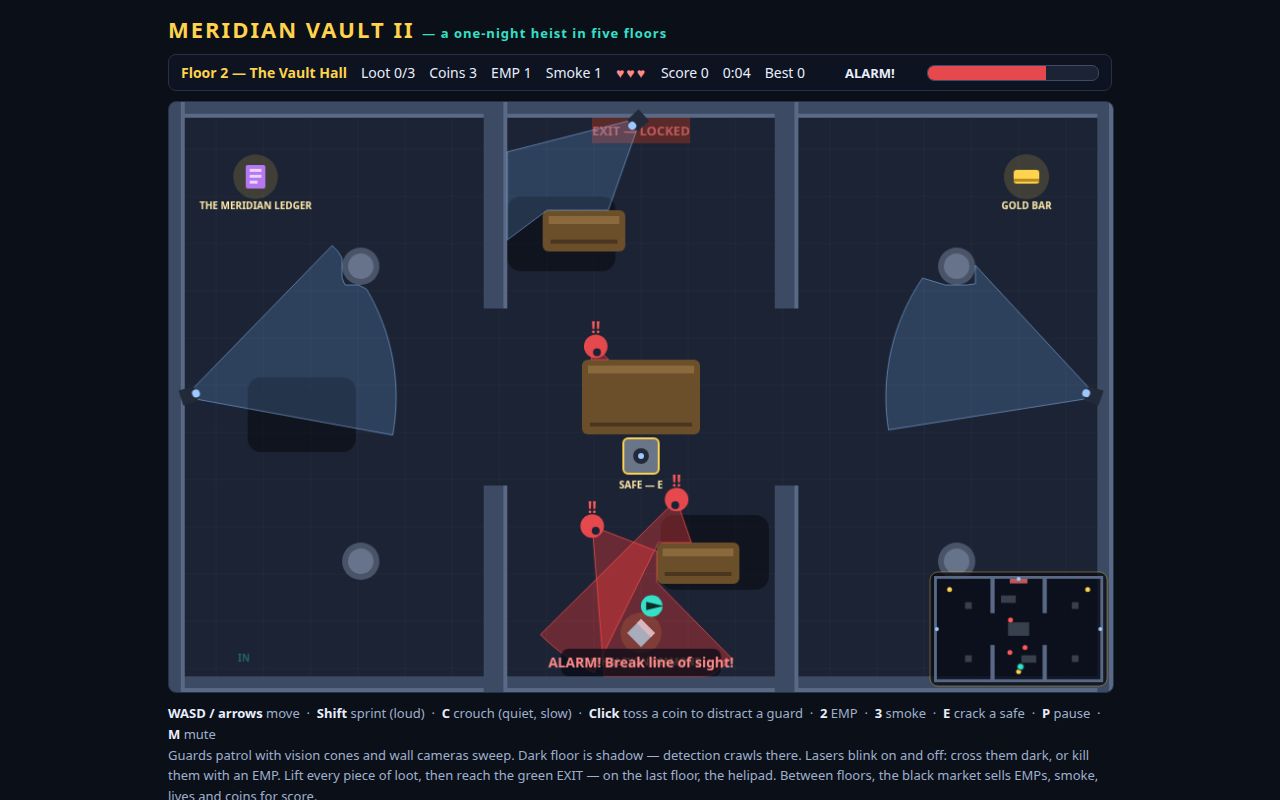 MERIDIAN VAULT II — a one-night heist in five floors
Floor 2 — The Vault Hall Loot 0/3 Coins 3 EMP 1 Smoke 1 ♥♥♥ Score 0 0:04 Best 0 ALARM!
EXIT — LOCKED
THE MERIDIAN LEDGER
GOLD BAR
!!
SAFE — E
!!
!!
IN
ALARM! Break line of sight!
WASD / arrows move · Shift sprint (loud) · C crouch (quiet, slow) · Click toss a coin to distract a guard · 2 EMP · 3 smoke · E crack a safe · P pause ·
M mute
Guards patrol with vision cones and wall cameras sweep. Dark floor is shadow — detection crawls there. Lasers blink on and off: cross them dark, or kill
them with an EMP. Lift every piece of loot, then reach the green EXIT — on the last floor, the helipad. Between floors, the black market sells EMPs, smoke,
lives and coins for score.